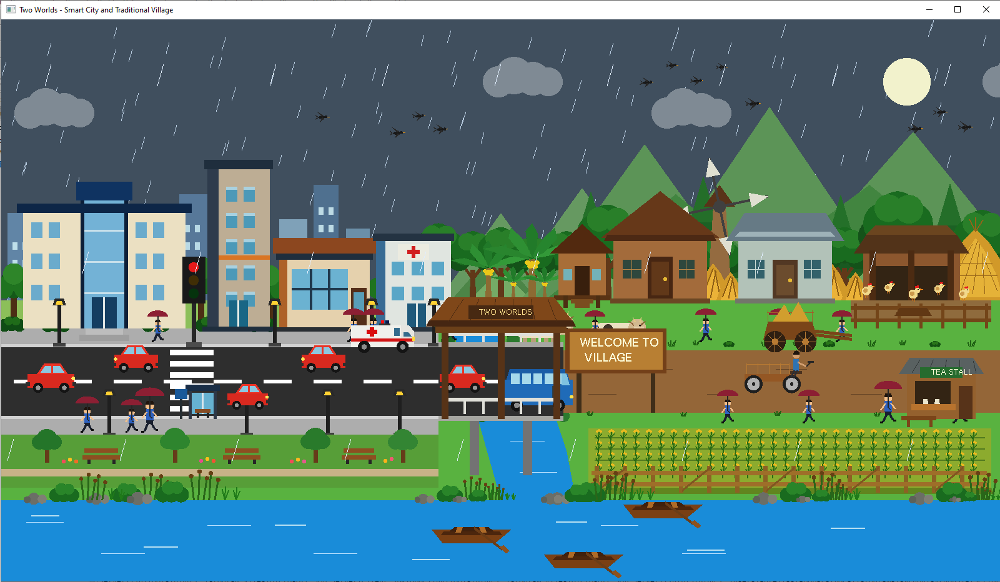 Two Worlds - Smart City and Traditional Village
TWO WORLDS
WELCOME TO
VILLAGE
TEA STALL